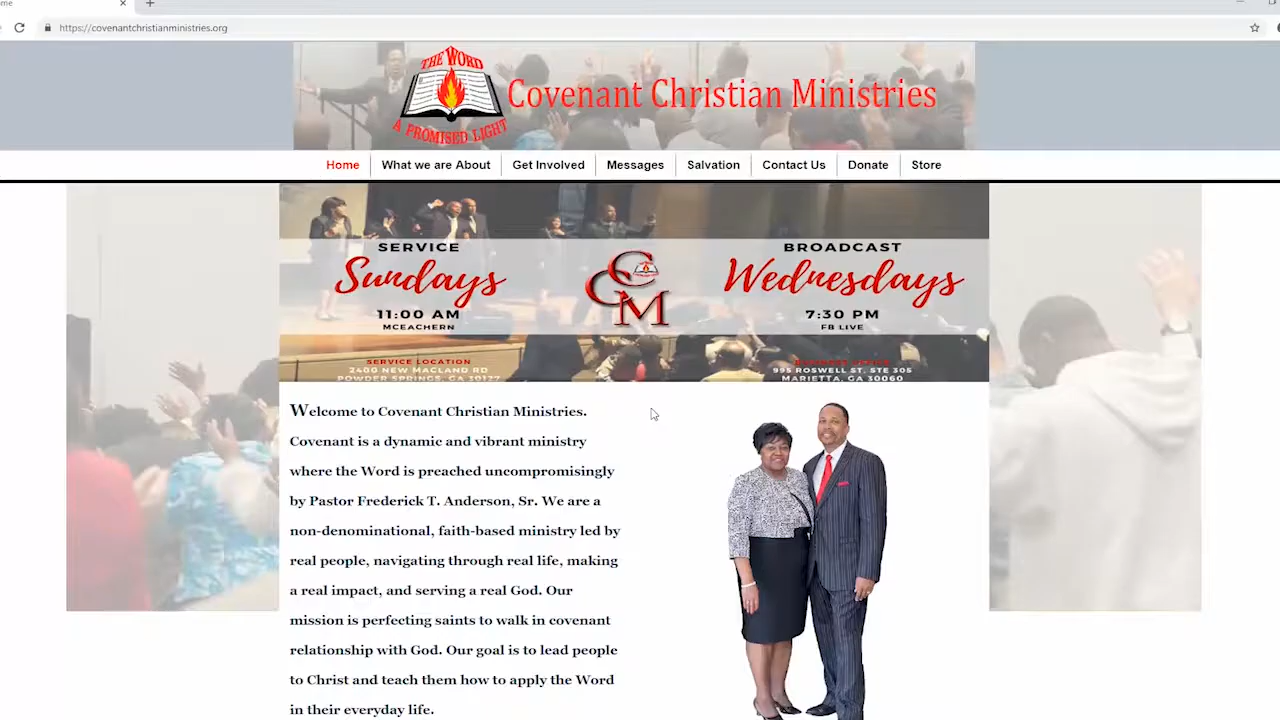 ome
https://covenantchristianministries.org
THE WORD
A PROMISED LIGHT
Covenant Christian Ministries
Home
What we are About
Get Involved
Messages
Salvation
Contact Us
Donate
Store
SERVICE
Sundays
11:00 AM
MCEACHERN
SERVICE LOCATION
2400 NEW MACLAND RD
POWDER SPRINGS, GA 30127
CCM
BROADCAST
Wednesdays
7:30 PM
FB LIVE
995 ROSWELL ST, STE 305
MARIETTA, GA 30060
Welcome to Covenant Christian Ministries.
Covenant is a dynamic and vibrant ministry
where the Word is preached uncompromisingly
by Pastor Frederick T. Anderson, Sr. We are a
non-denominational, faith-based ministry led by
real people, navigating through real life, making
a real impact, and serving a real God. Our
mission is perfecting saints to walk in covenant
relationship with God. Our goal is to lead people
to Christ and teach them how to apply the Word
in their everyday life.